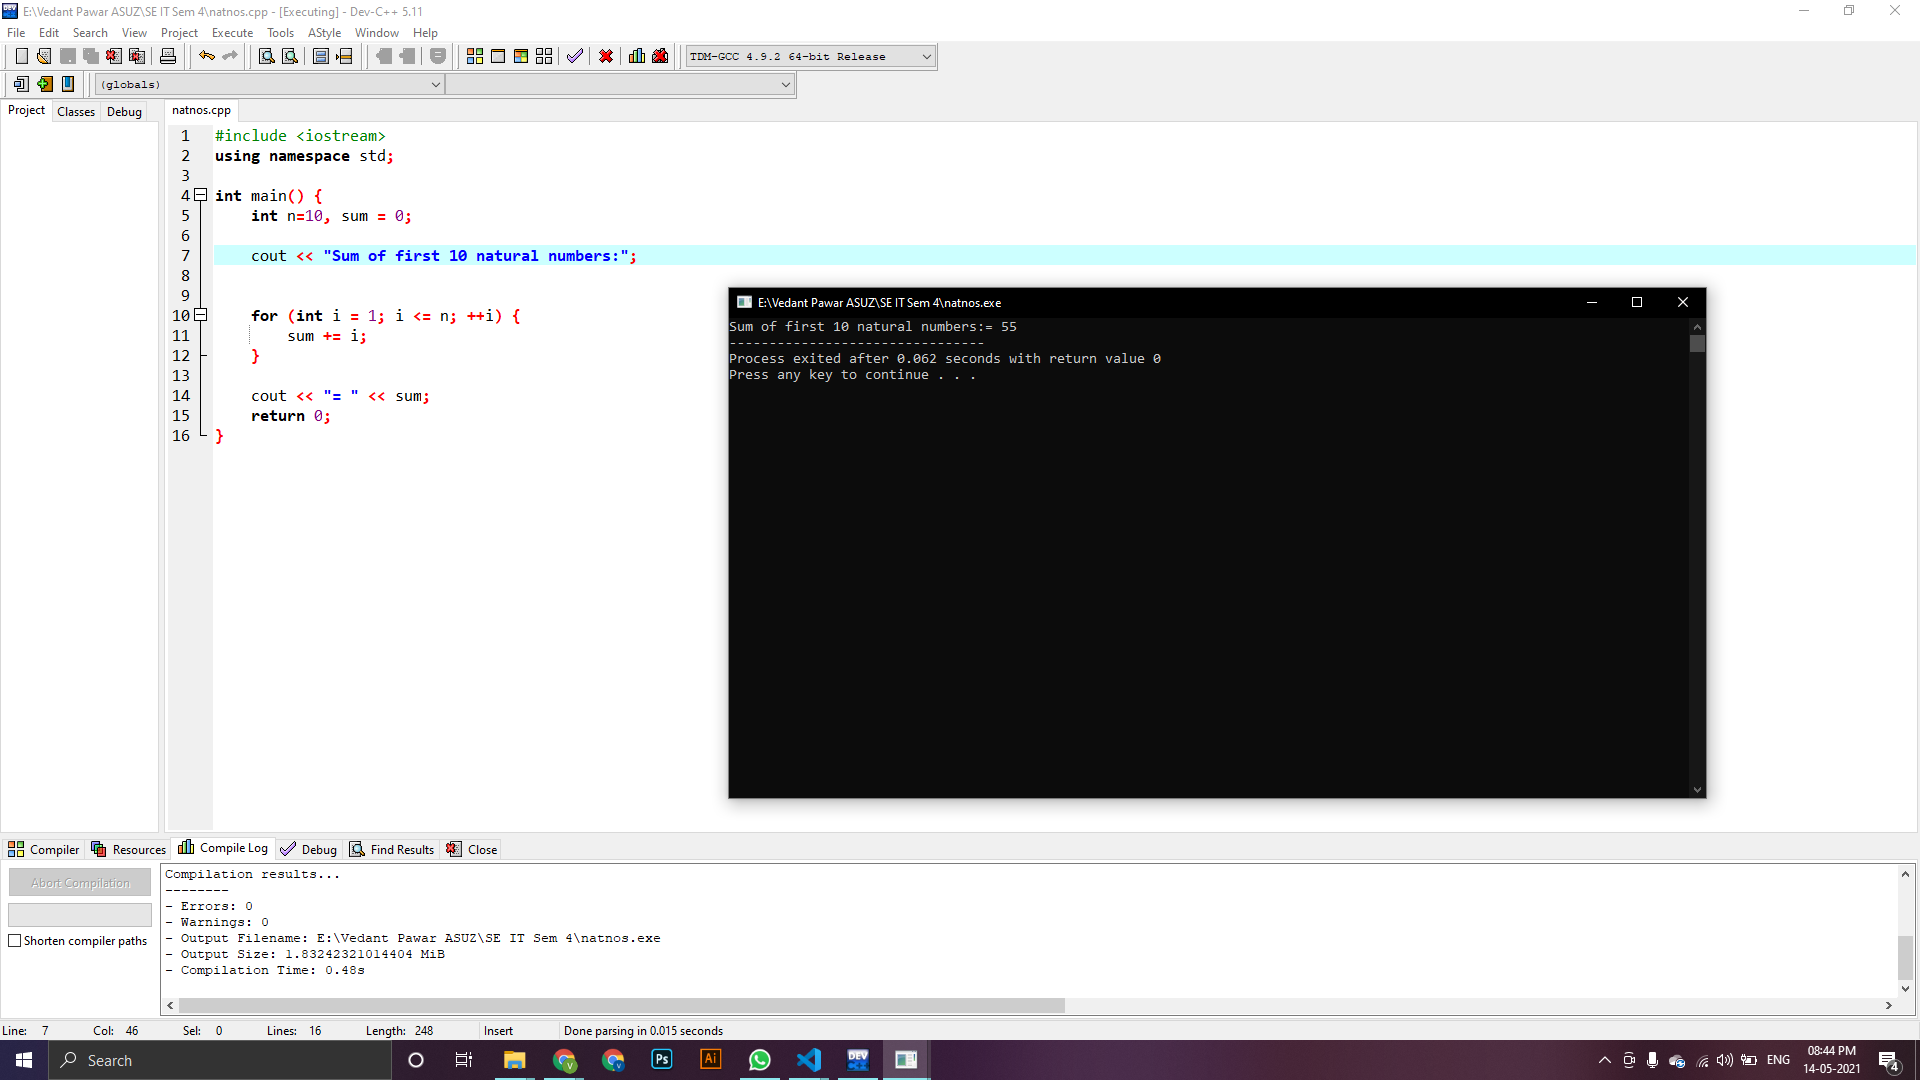 E:\Vedant Pawar ASUZ\SE IT Sem 4\natnos.cpp - [Executing] - Dev-C++ 5.11
File Edit Search View Project Execute Tools AStyle Window Help
TDM-GCC 4.9.2 64-bit Release
(globals)
Project Classes Debug
natnos.cpp
1 #include <iostream>
2 using namespace std;
3
4 int main() {
5 int n=10, sum = 0;
6
7 cout << "Sum of first 10 natural numbers:";
8
9
10 for (int i = 1; i <= n; ++i) {
11 sum += i;
12 }
13
14 cout << "= " << sum;
15 return 0;
16 }
E:\Vedant Pawar ASUZ\SE IT Sem 4\natnos.exe
Sum of first 10 natural numbers:= 55
--------------------------------
Process exited after 0.062 seconds with return value 0
Press any key to continue . . .
Compiler Resources Compile Log Debug Find Results Close
Abort Compilation
Shorten compiler paths
Compilation results...
--------
- Errors: 0
- Warnings: 0
- Output Filename: E:\Vedant Pawar ASUZ\SE IT Sem 4\natnos.exe
- Output Size: 1.83242321014404 MiB
- Compilation Time: 0.48s
Line: 7 Col: 46 Sel: 0 Lines: 16 Length: 248 Insert Done parsing in 0.015 seconds
Search
Ps
Ai
DEV
ENG
08:44 PM
14-05-2021
4